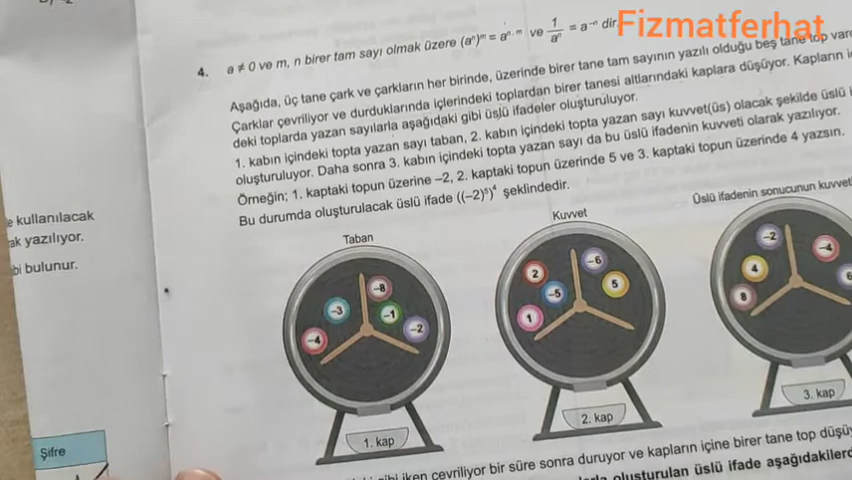 Fizmatferhat
4. a ≠ 0 ve m, n birer tam sayı olmak üzere (aⁿ)ᵐ = aⁿ·ᵐ ve 1/aⁿ = a⁻ⁿ dir
Aşağıda, üç tane çark ve çarkların her birinde, üzerinde birer tane tam sayının yazılı olduğu beş tane top
Çarklar çevriliyor ve durduklarında içlerindeki toplardan birer tanesi altlarındaki kaplara düşüyor. Kapların
deki toplarda yazan sayılarla aşağıdaki gibi üslü ifadeler oluşturuluyor.
1. kabın içindeki topta yazan sayı taban, 2. kabın içindeki topta yazan sayı kuvvet(üs) olacak şekilde üslü
oluşturuluyor. Daha sonra 3. kabın içindeki topta yazan sayı da bu üslü ifadenin kuvveti olarak yazılıyor.
Örneğin; 1. kaptaki topun üzerine –2, 2. kaptaki topun üzerinde 5 ve 3. kaptaki topun üzerinde 4 yazsın.
Bu durumda oluşturulacak üslü ifade ((–2)⁵)⁴ şeklindedir.
kullanılacak
yazılıyor.
bulunur.
Şifre
Taban
–8
–3
–1
–4
–2
1. kap
Kuvvet
–6
2
5
–5
1
2. kap
Üslü ifadenin sonucunun kuvveti
–2
–4
4
6
8
3. kap
gibi iken çevriliyor bir süre sonra duruyor ve kapların içine birer tane top
oluşturulan üslü ifade